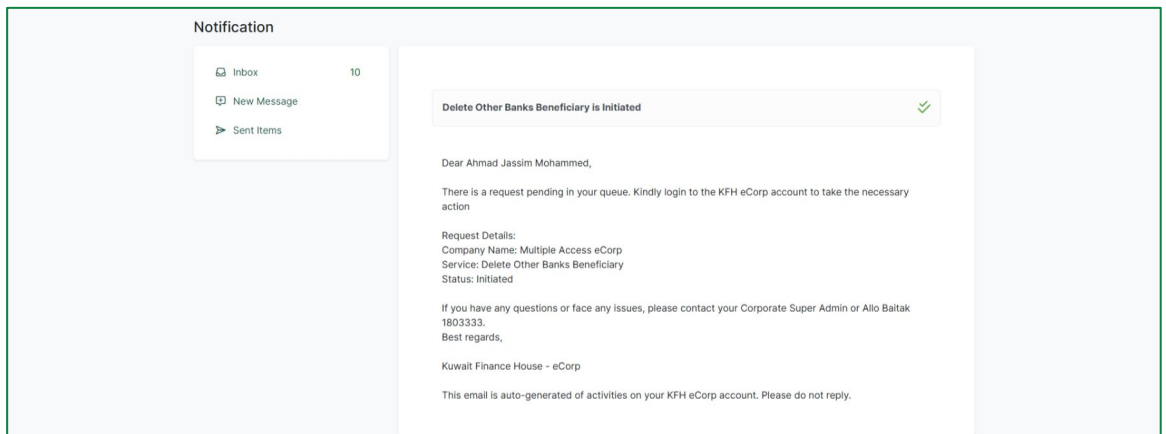 Notification
Inbox 10
New Message
Sent Items
Delete Other Banks Beneficiary is Initiated
Dear Ahmad Jassim Mohammed,
There is a request pending in your queue. Kindly login to the KFH eCorp account to take the necessary
action
Request Details:
Company Name: Multiple Access eCorp
Service: Delete Other Banks Beneficiary
Status: Initiated
If you have any questions or face any issues, please contact your Corporate Super Admin or Allo Baitak
1803333.
Best regards,
Kuwait Finance House - eCorp
This email is auto-generated of activities on your KFH eCorp account. Please do not reply.